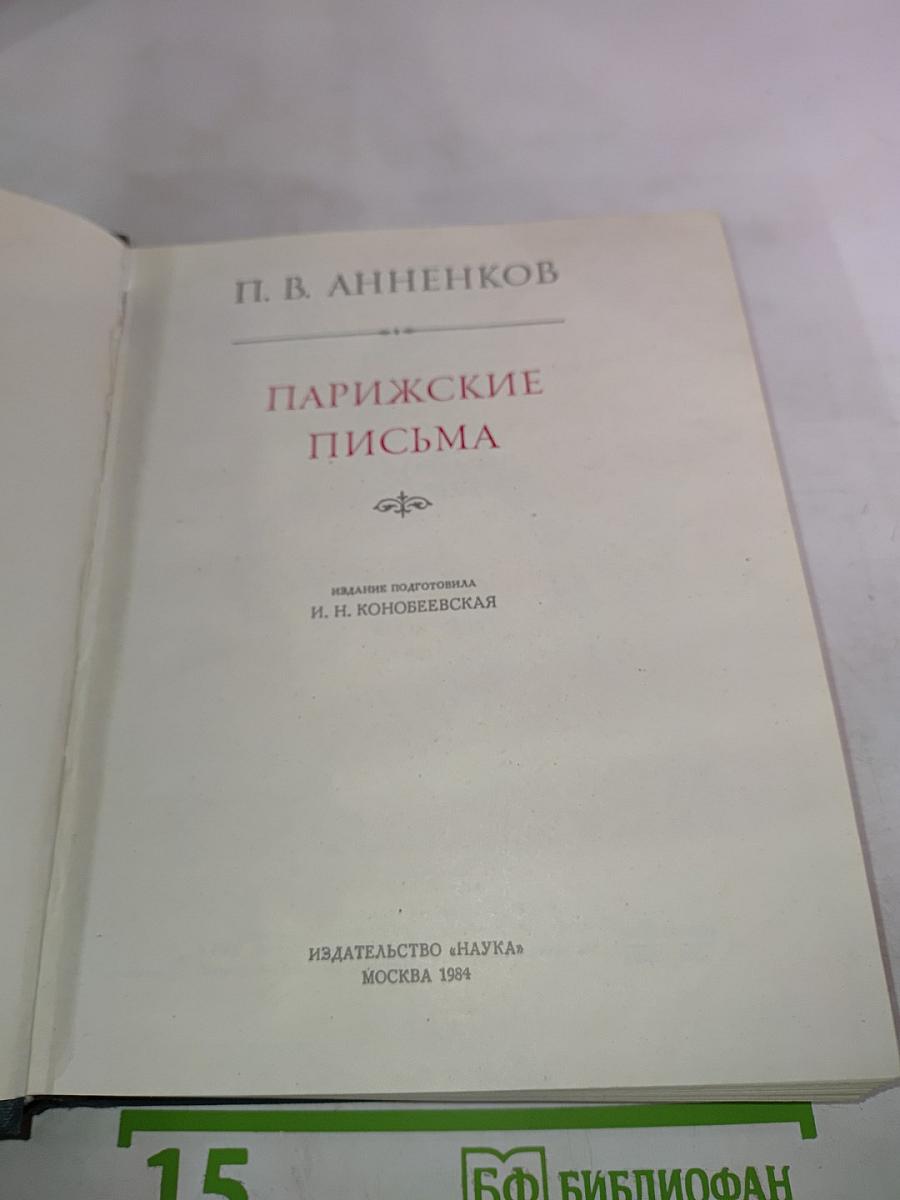 П. В. АННЕНКОВ
ПАРИЖСКИЕ
ПИСЬМА
ИЗДАНИЕ ПОДГОТОВИЛА
И. Н. КОНОБЕЕВСКАЯ
ИЗДАТЕЛЬСТВО «НАУКА»
МОСКВА 1984
15
БФ БИБЛИОФАН